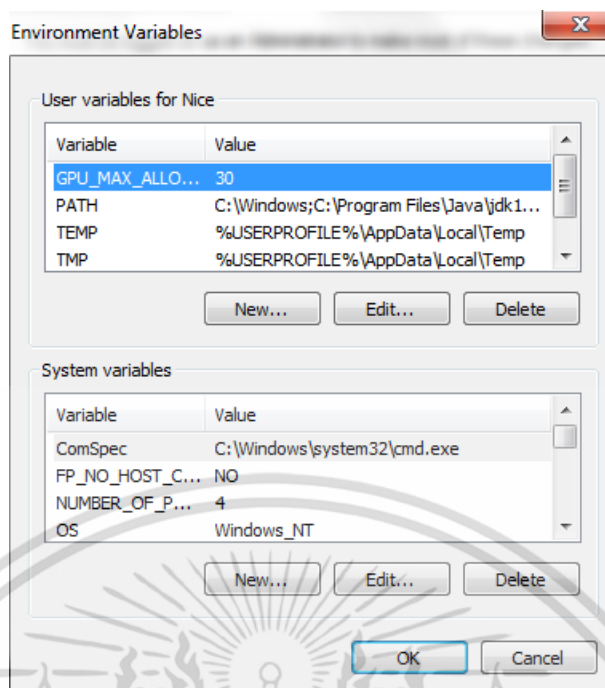 Environment Variables
User variables for Nice
Variable Value
GPU_MAX_ALLO... 30
PATH C:\Windows;C:\Program Files\Java\jdk1...
TEMP %USERPROFILE%\AppData\Local\Temp
TMP %USERPROFILE%\AppData\Local\Temp
New... Edit... Delete
System variables
Variable Value
ComSpec C:\Windows\system32\cmd.exe
FP_NO_HOST_C... NO
NUMBER_OF_P... 4
OS Windows_NT
New... Edit... Delete
OK Cancel